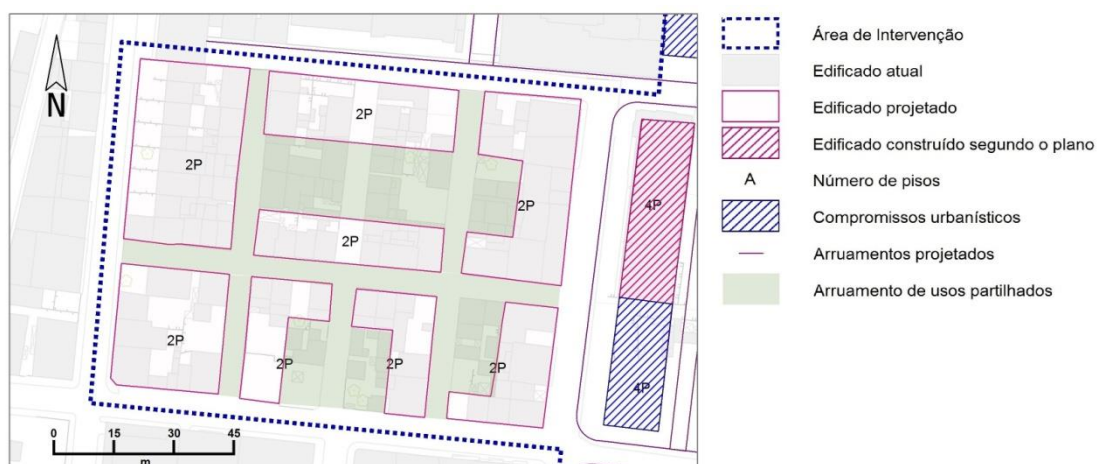 N
2P
2P
2P
2P
2P
2P
2P
2P
4P
4P
0 15 30 45
m
Área de Intervenção
Edificado atual
Edificado projetado
Edificado construído segundo o plano
A Número de pisos
Compromissos urbanísticos
Arruamentos projetados
Arruamento de usos partilhados